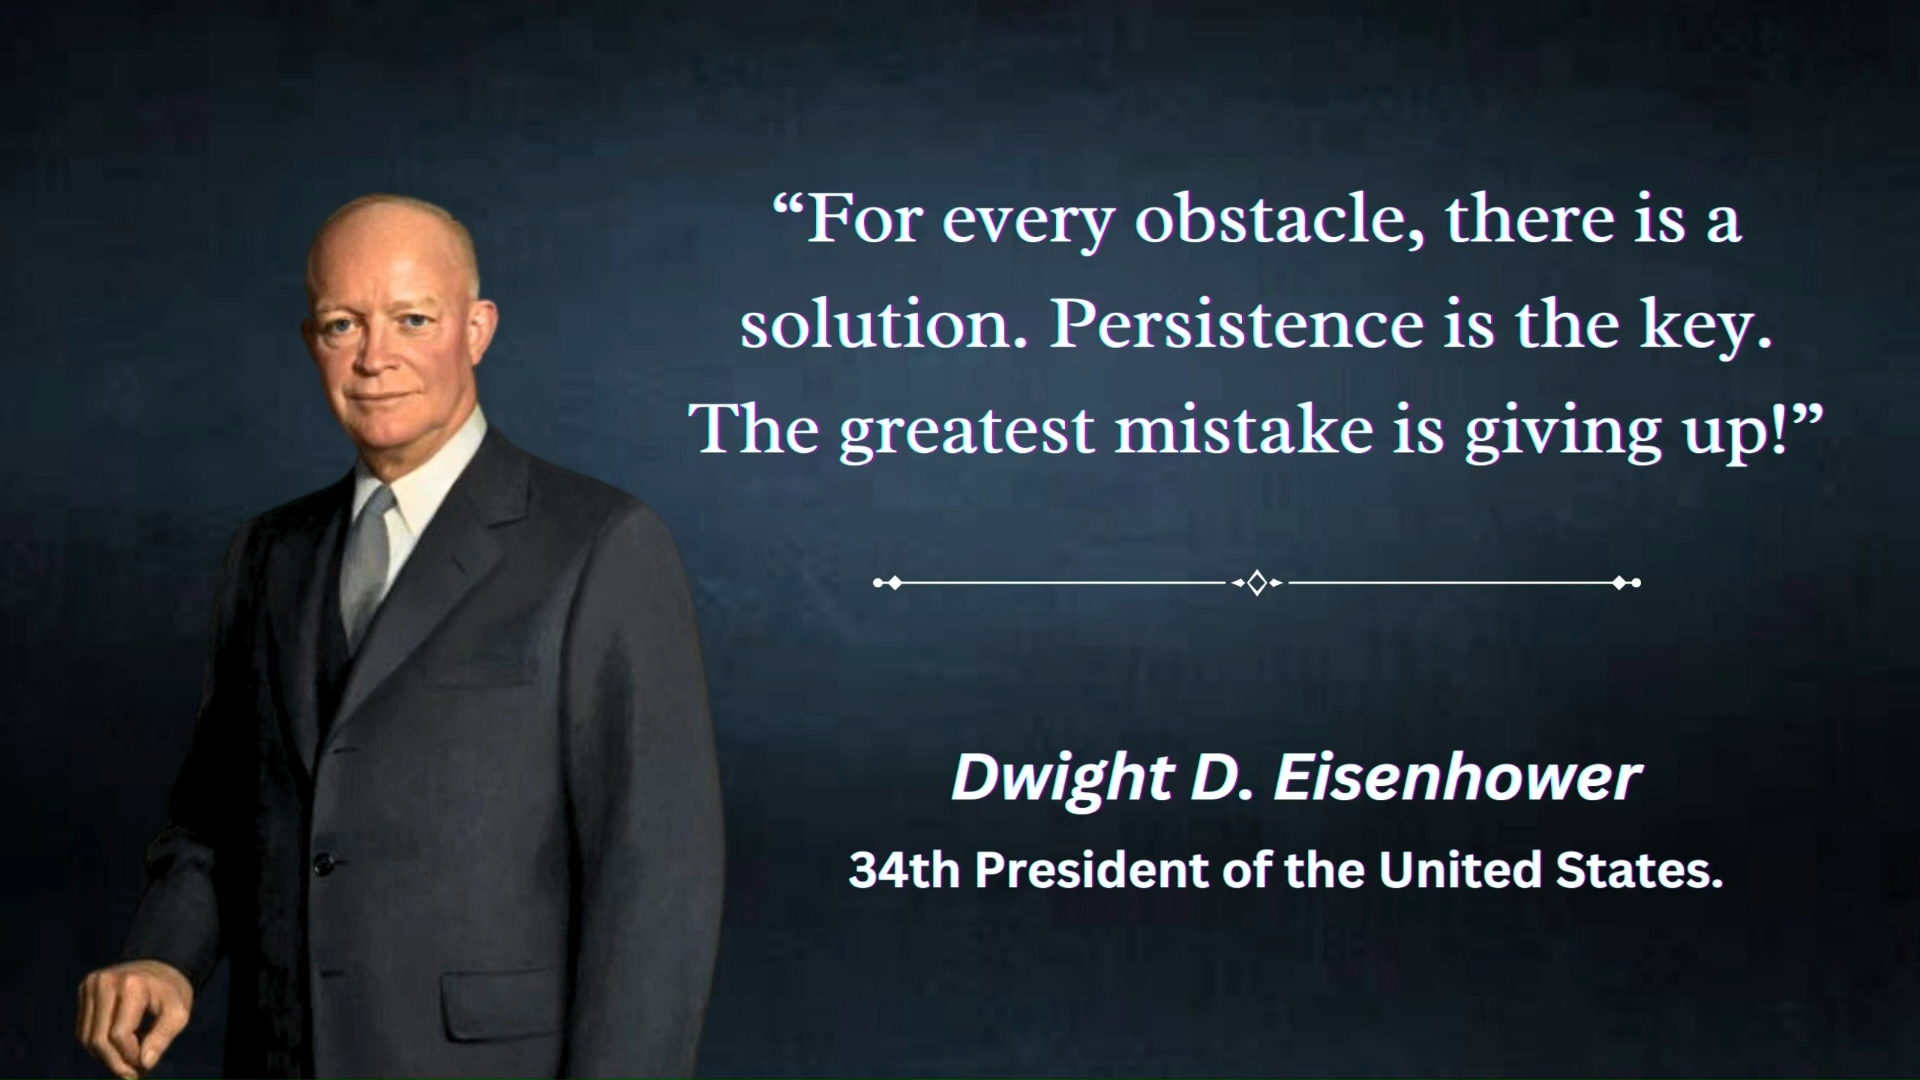 “For every obstacle, there is a
solution. Persistence is the key.
The greatest mistake is giving up!”
Dwight D. Eisenhower
34th President of the United States.